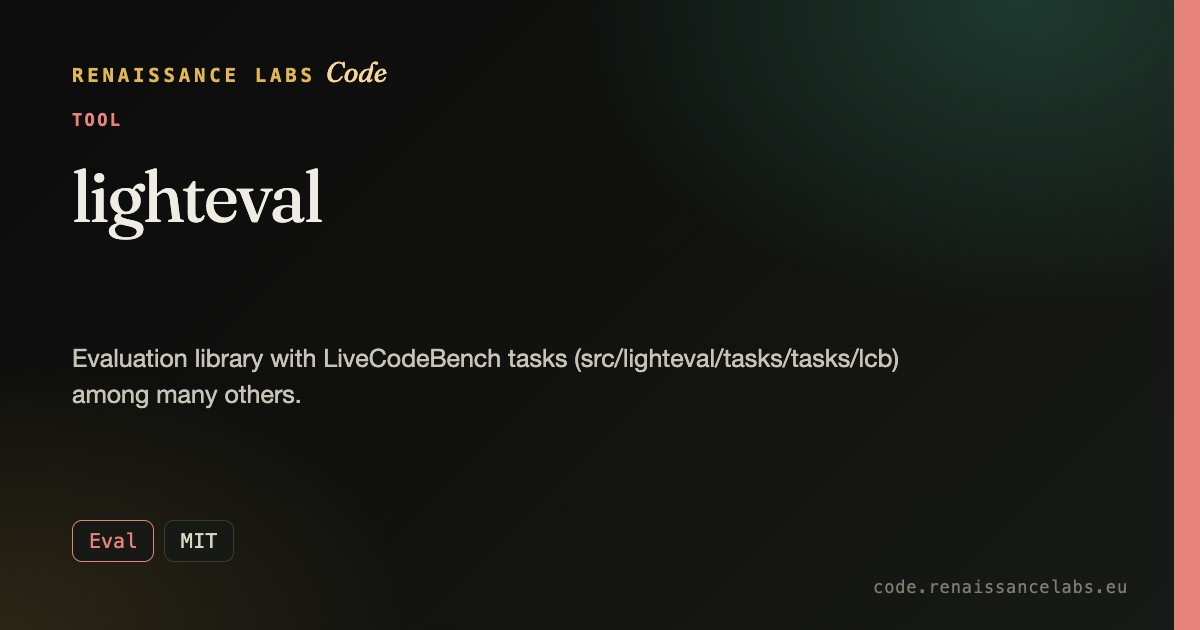 RENAISSANCE LABS Code
TOOL
lighteval
Evaluation library with LiveCodeBench tasks (src/lighteval/tasks/tasks/lcb)
among many others.
Eval MIT
code.renaissancelabs.eu